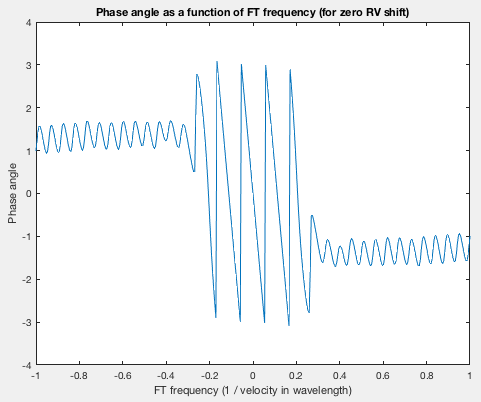 Phase angle as a function of FT frequency (for zero RV shift)
4
3
2
1
0
-1
-2
-3
-4
Phase angle
-1 -0.8 -0.6 -0.4 -0.2 0 0.2 0.4 0.6 0.8 1
FT frequency (1 / velocity in wavelength)